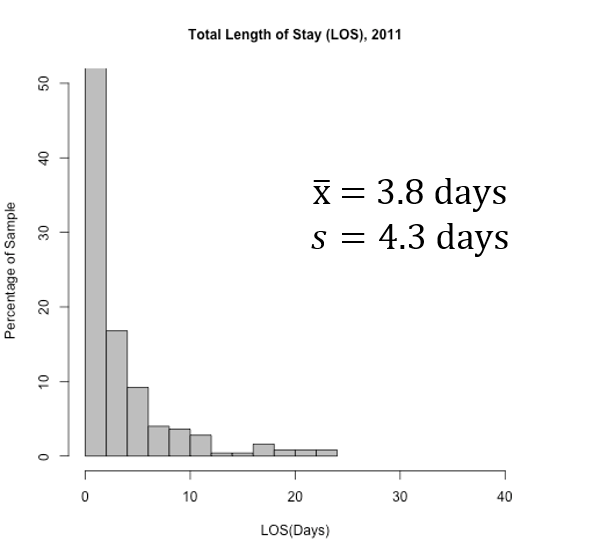 Total Length of Stay (LOS), 2011
x̅ = 3.8 days
s = 4.3 days
Percentage of Sample
50
40
30
20
10
0
0 10 20 30 40
LOS(Days)